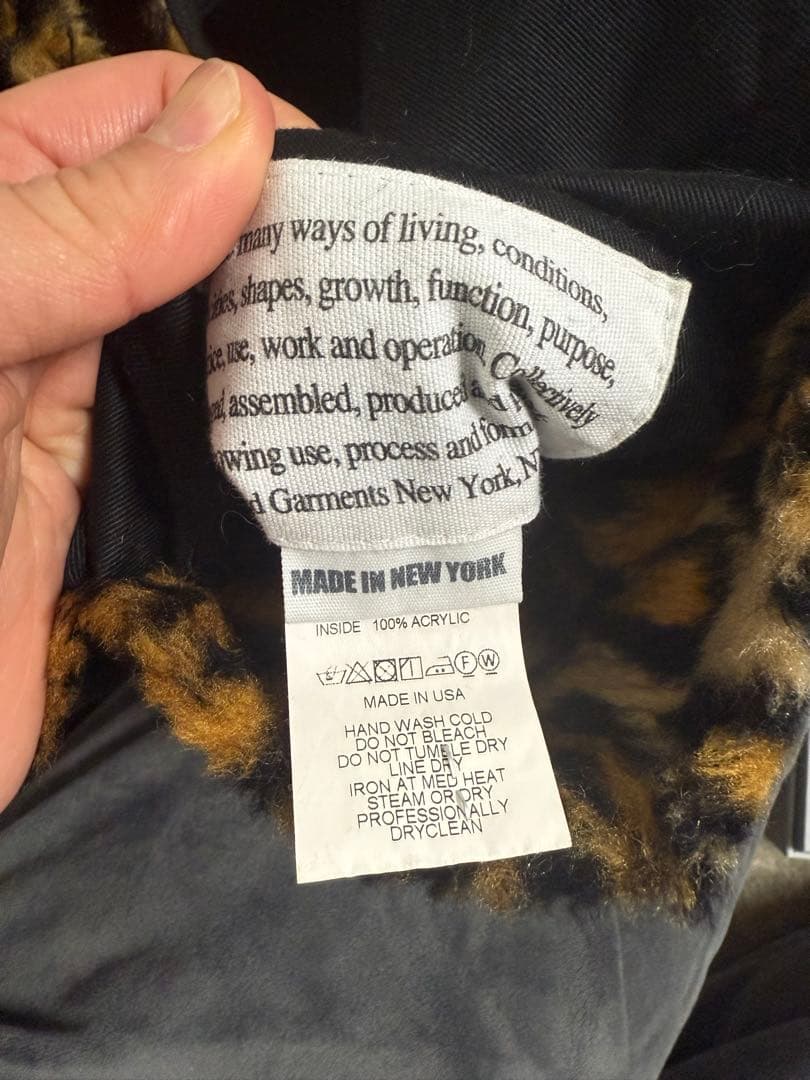 many ways of living, conditions,
shapes, growth, function, purpose,
use, work and operation, Collectively
assembled, produced and
use, process and form
Garments New York,
MADE IN NEW YORK
INSIDE 100% ACRYLIC
F W
MADE IN USA
HAND WASH COLD
DO NOT BLEACH
DO NOT TUMBLE DRY
LINE DRY
IRON AT MED HEAT
STEAM OR DRY
PROFESSIONALLY
DRYCLEAN